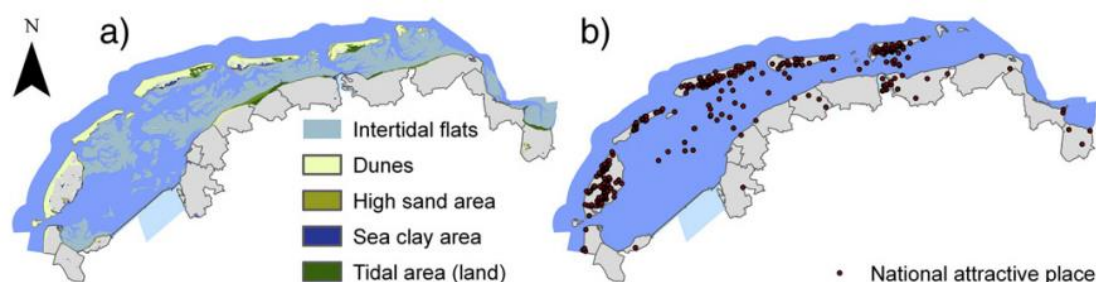 N
a)
b)
Intertidal flats
Dunes
High sand area
Sea clay area
Tidal area (land)
National attractive place